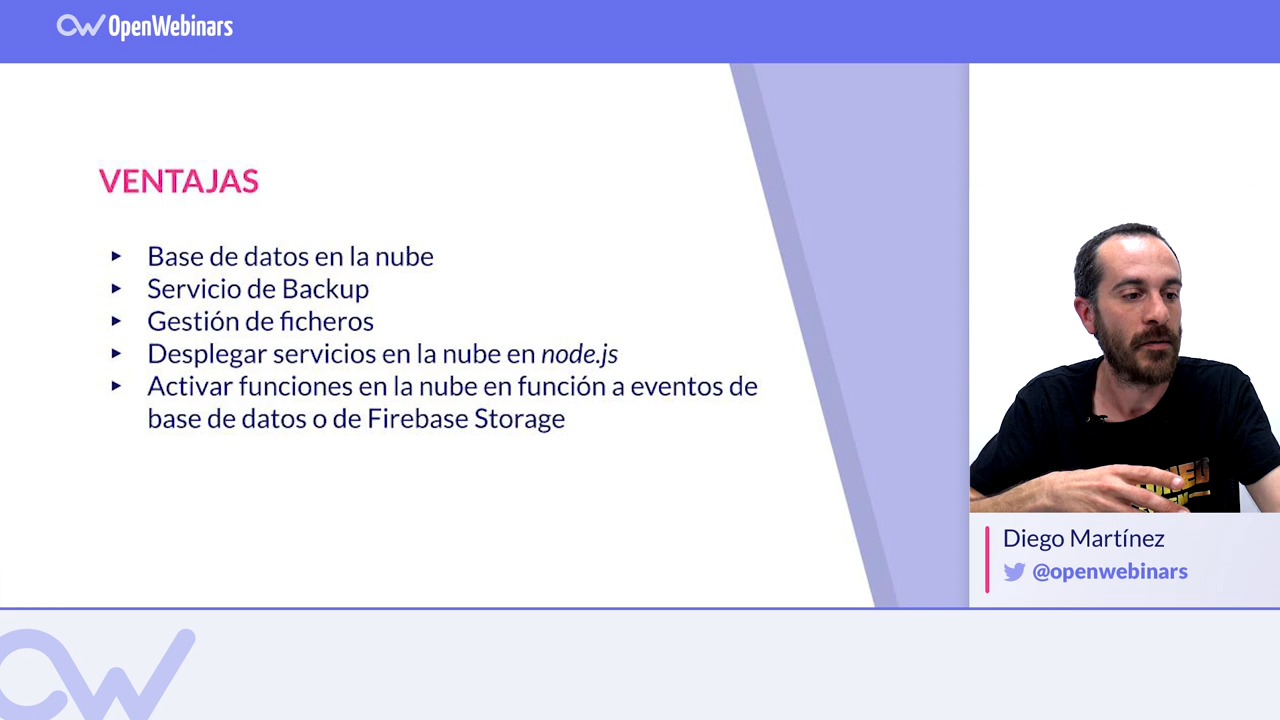 OpenWebinars
VENTAJAS
Base de datos en la nube
Servicio de Backup
Gestión de ficheros
Desplegar servicios en la nube en node.js
Activar funciones en la nube en función a eventos de
base de datos o de Firebase Storage
Diego Martínez
@openwebinars